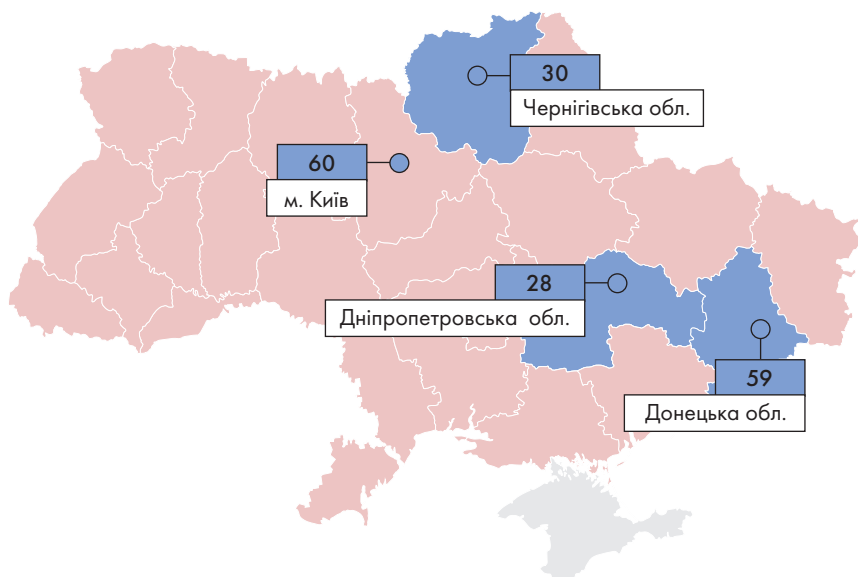 30
Чернігівська обл.
60
м. Київ
28
Дніпропетровська обл.
59
Донецька обл.